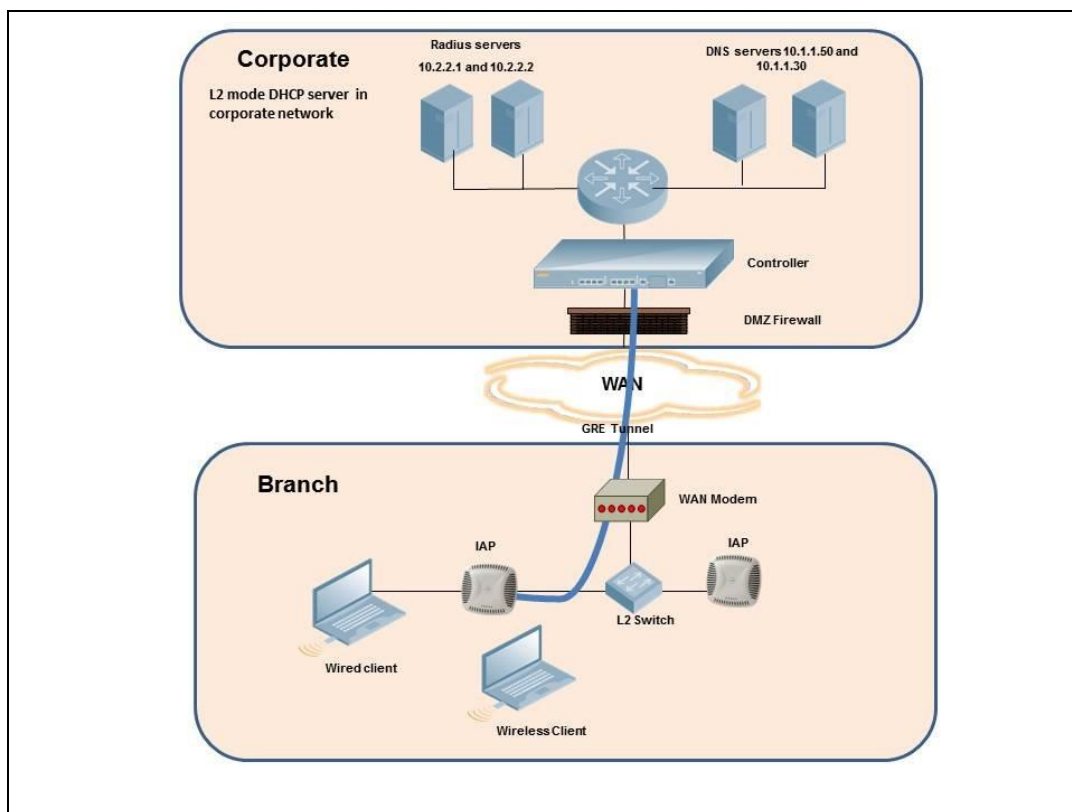 Corporate
L2 mode DHCP server in
corporate network
Radius servers
10.2.2.1 and 10.2.2.2
DNS servers 10.1.1.50 and
10.1.1.30
Controller
DMZ Firewall
WAN
GRE Tunnel
Branch
WAN Modem
IAP
IAP
L2 Switch
Wired client
Wireless Client